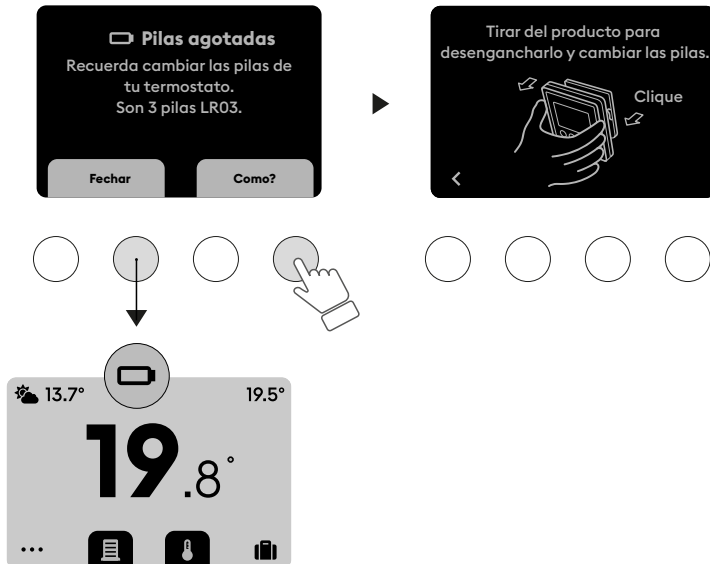 Pilas agotadas
Recuerda cambiar las pilas de
tu termostato.
Son 3 pilas LR03.
Fechar
Como?
Tirar del producto para
desengancharlo y cambiar las pilas.
Clique
13.7°
19.5°
19.8°